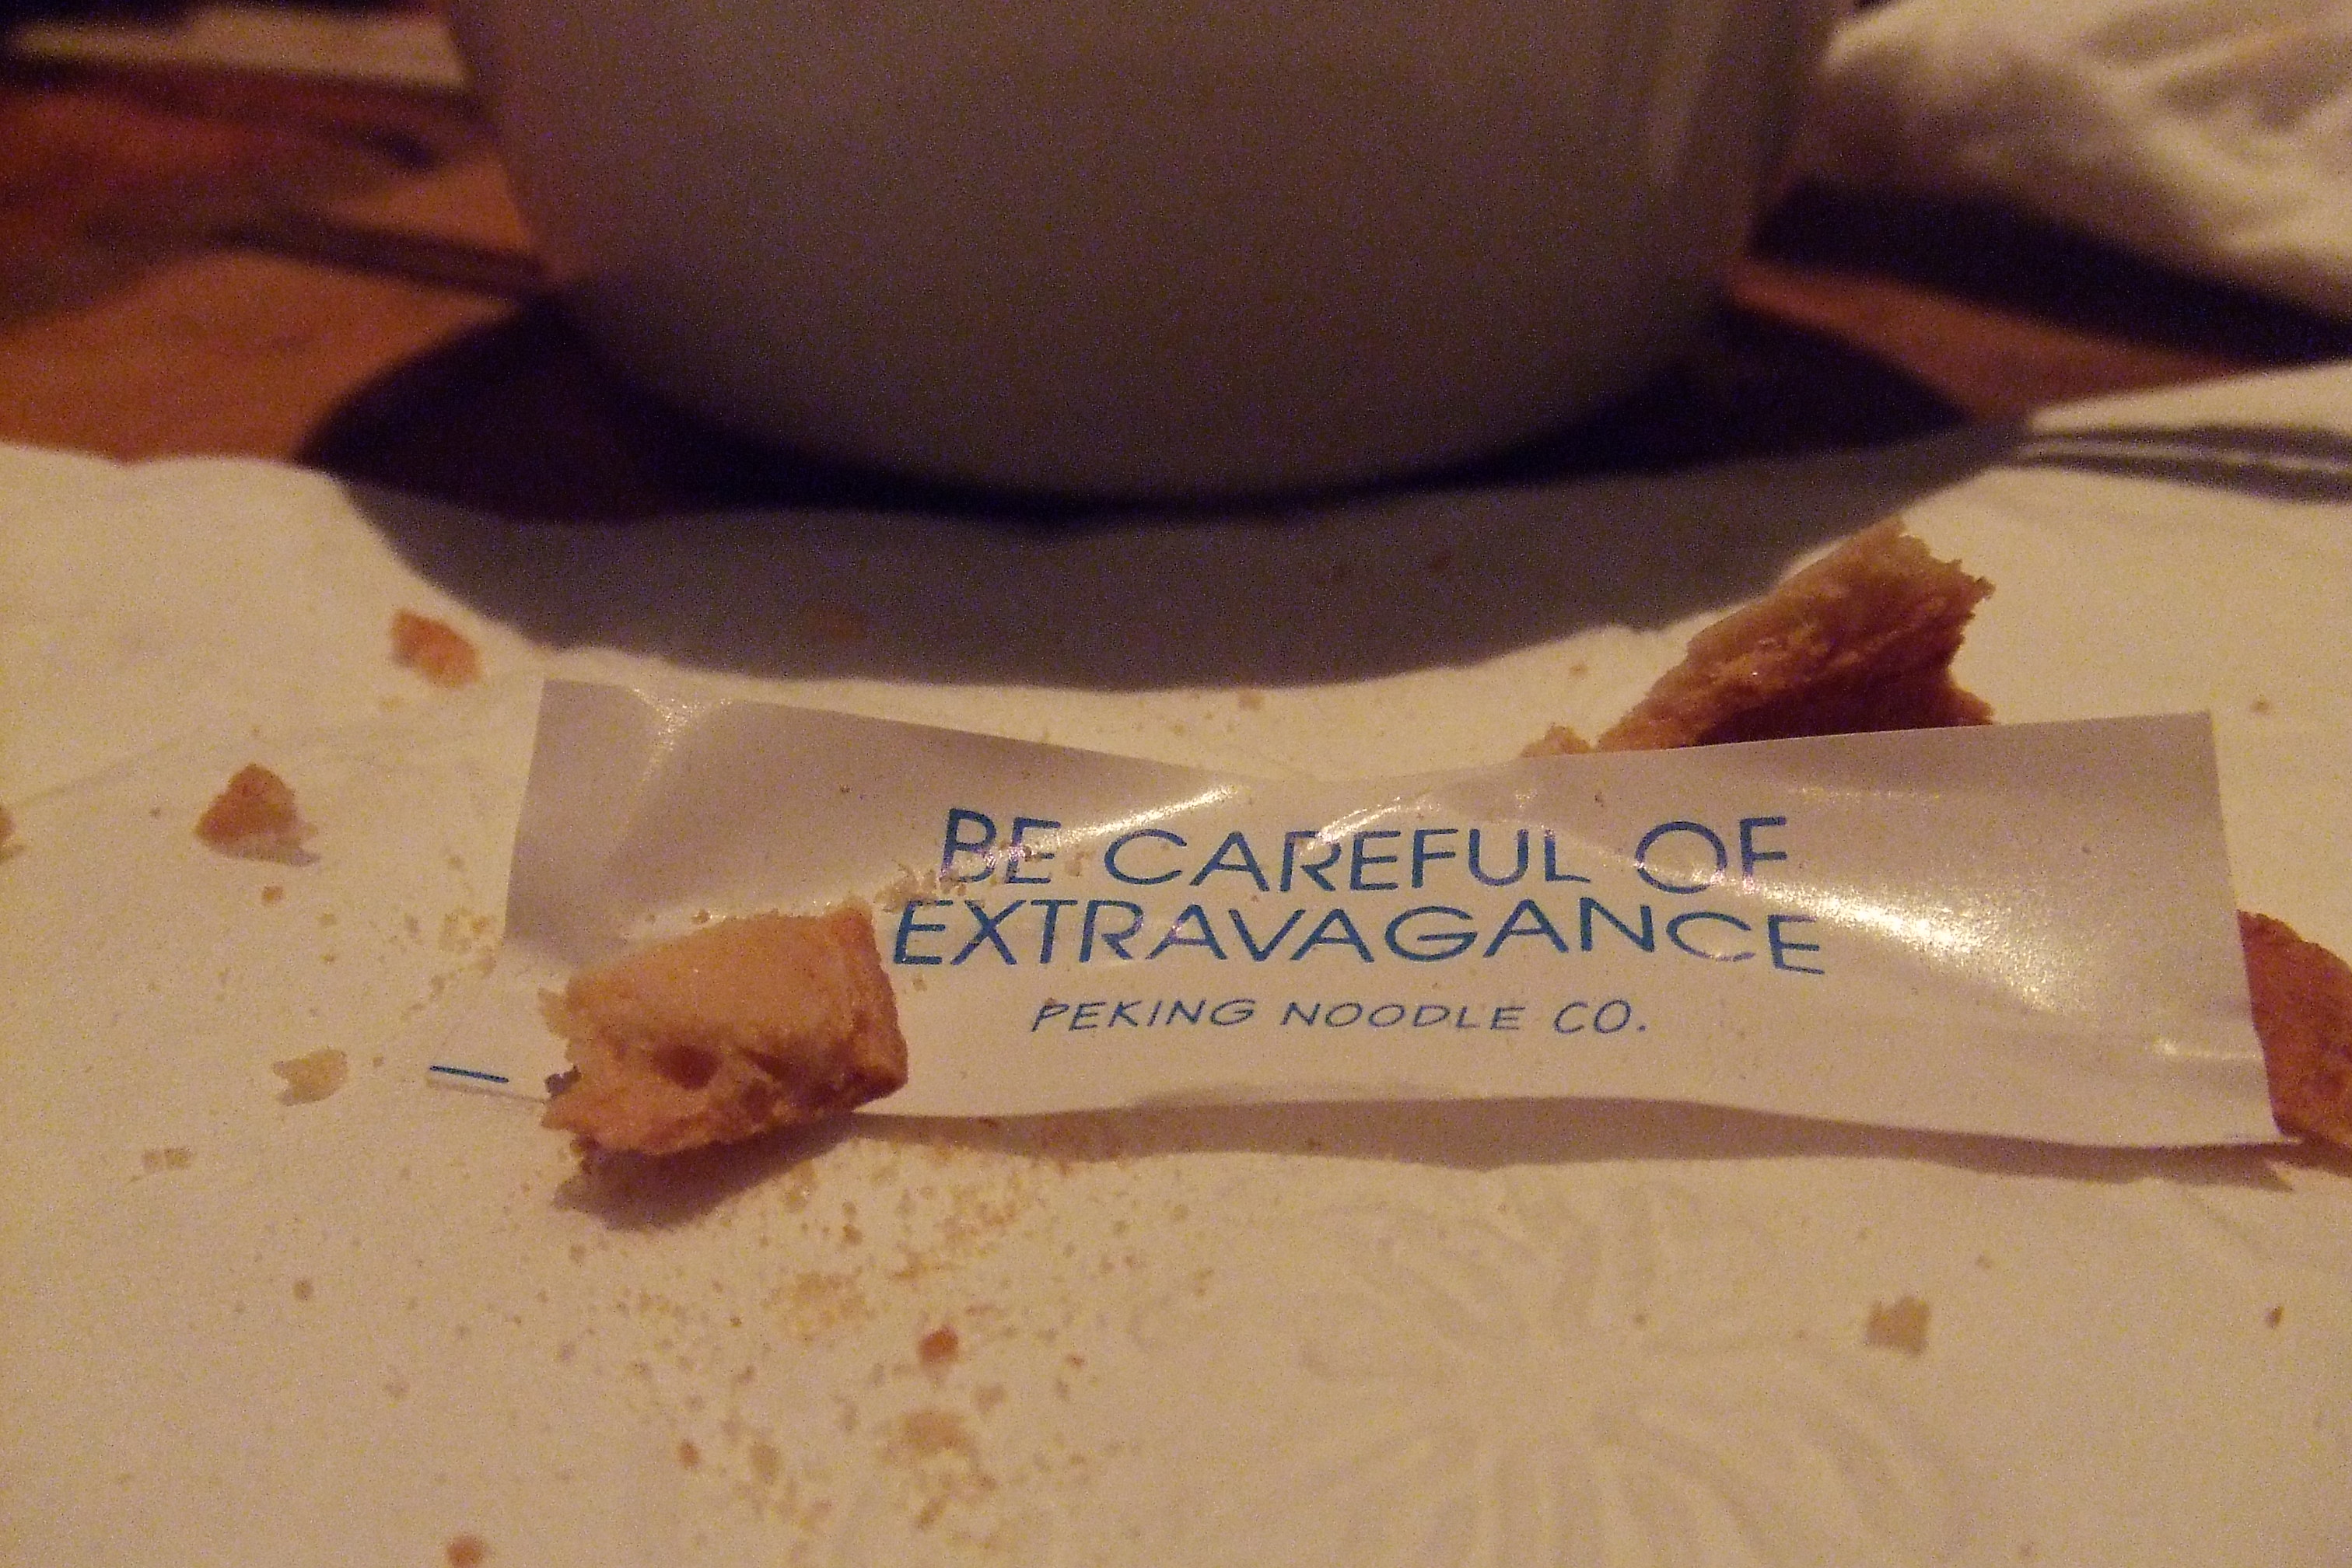 BE CAREFUL OF
EXTRAVAGANCE
PEKING NOODLE CO.